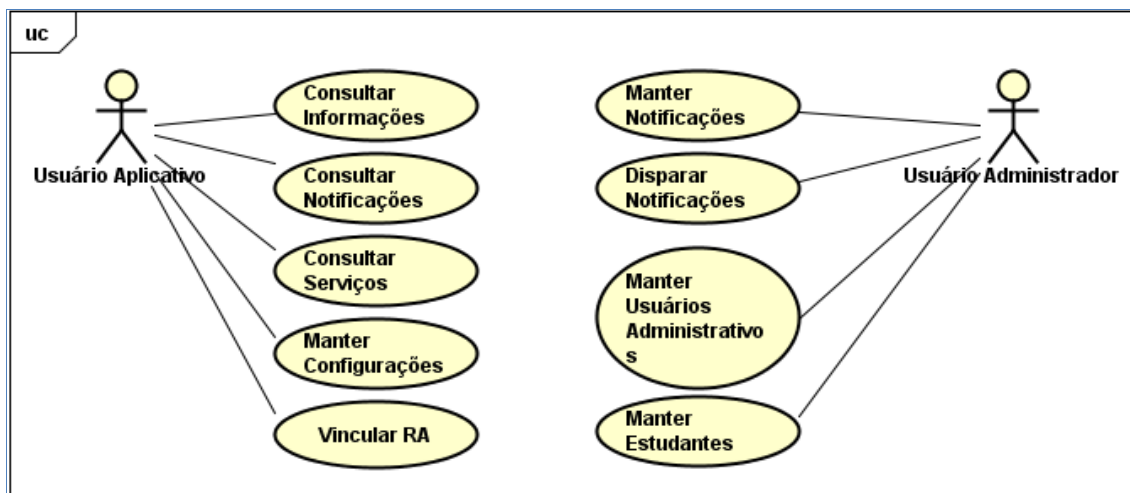 uc
Usuário Aplicativo
Consultar
Informações
Consultar
Notificações
Consultar
Serviços
Manter
Configurações
Vincular RA
Manter
Notificações
Disparar
Notificações
Manter
Usuários
Administrativo
s
Manter
Estudantes
Usuário Administrador